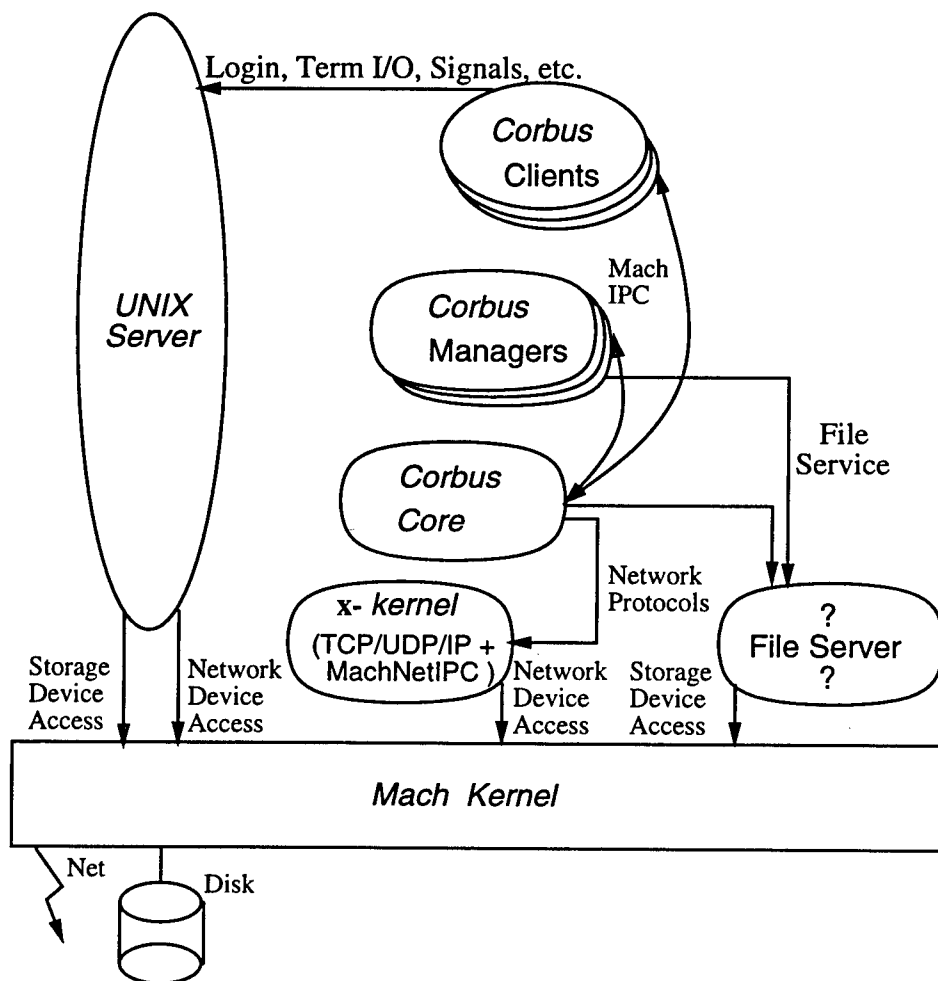 Login, Term I/O, Signals, etc.
Corbus
Clients
Mach
IPC
UNIX
Server
Corbus
Managers
File
Service
Corbus
Core
Network
Protocols
x- kernel
(TCP/UDP/IP +
MachNetIPC )
?
File Server
?
Storage
Device
Access
Network
Device
Access
Network
Device
Access
Storage
Device
Access
Mach Kernel
Net
Disk